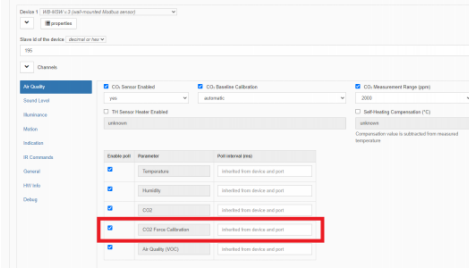 Device 1 WB-MSW v.3 (wall-mounted Modbus sensor)
properties
Slave id of the device decimal or hex
Channels
Air Quality
Sound Level
Illuminance
Motion
Indication
IR Commands
General
HW Info
Debug
CO₂ Sensor Enabled
yes
CO₂ Baseline Calibration
automatic
CO₂ Measurement Range (ppm)
2000
TH Sensor Heater Enabled
unknown
Self-Heating Compensation (°C)
unknown
Compensation value is subtracted from measured
temperature
Enable poll Parameter Poll interval (ms)
Temperature Inherited from device and port
Humidity Inherited from device and port
CO2 Inherited from device and port
CO2 Force Calibration Inherited from device and port
Air Quality (VOC) Inherited from device and port